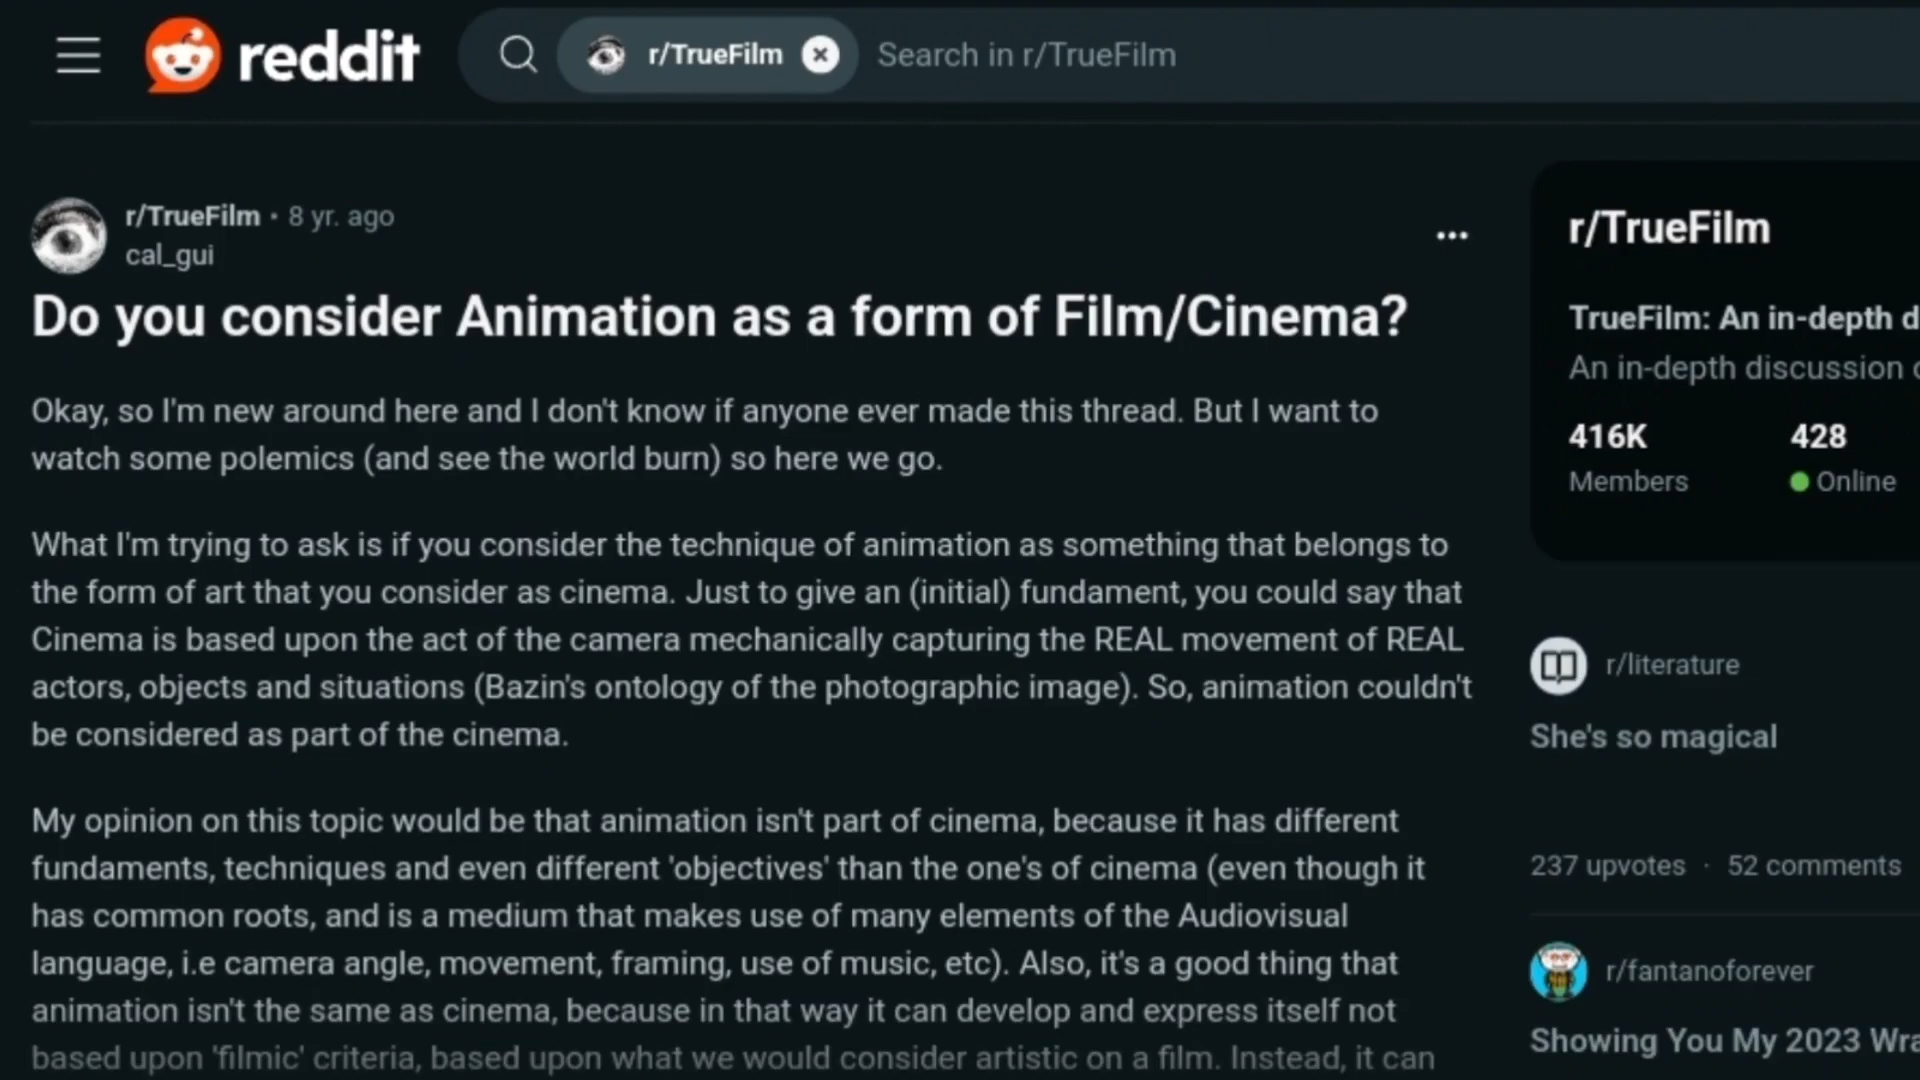 reddit
r/TrueFilm
Search in r/TrueFilm
r/TrueFilm • 8 yr. ago
cal_gui
Do you consider Animation as a form of Film/Cinema?
Okay, so I'm new around here and I don't know if anyone ever made this thread. But I want to
watch some polemics (and see the world burn) so here we go.
What I'm trying to ask is if you consider the technique of animation as something that belongs to
the form of art that you consider as cinema. Just to give an (initial) fundament, you could say that
Cinema is based upon the act of the camera mechanically capturing the REAL movement of REAL
actors, objects and situations (Bazin's ontology of the photographic image). So, animation couldn't
be considered as part of the cinema.
My opinion on this topic would be that animation isn't part of cinema, because it has different
fundaments, techniques and even different 'objectives' than the one's of cinema (even though it
has common roots, and is a medium that makes use of many elements of the Audiovisual
language, i.e camera angle, movement, framing, use of music, etc). Also, it's a good thing that
animation isn't the same as cinema, because in that way it can develop and express itself not
based upon 'filmic' criteria, based upon what we would consider artistic on a film. Instead, it can
r/TrueFilm
TrueFilm: An in-depth d
An in-depth discussion
416K
428
Members
Online
r/literature
She's so magical
237 upvotes · 52 comments
r/fantanoforever
Showing You My 2023 Wra